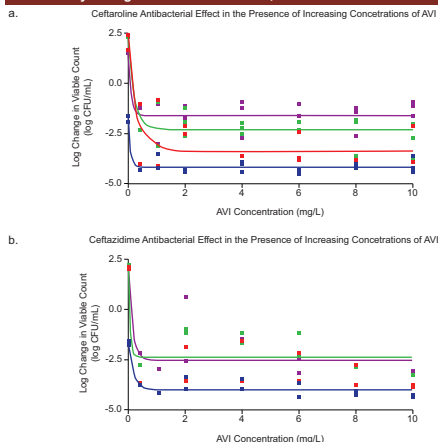 a.
Ceftaroline Antibacterial Effect in the Presence of Increasing Concetrations of AVI
2.5
0.0
-2.5
-5.0
Log Change in Viable Count
(log CFU/mL)
0
2
4
6
8
10
AVI Concentration (mg/L)
b.
Ceftazidime Antibacterial Effect in the Presence of Increasing Concetrations of AVI
2.5
0.0
-2.5
-5.0
Log Change in Viable Count
(log CFU/mL)
0
2
4
6
8
10
AVI Concentration (mg/L)